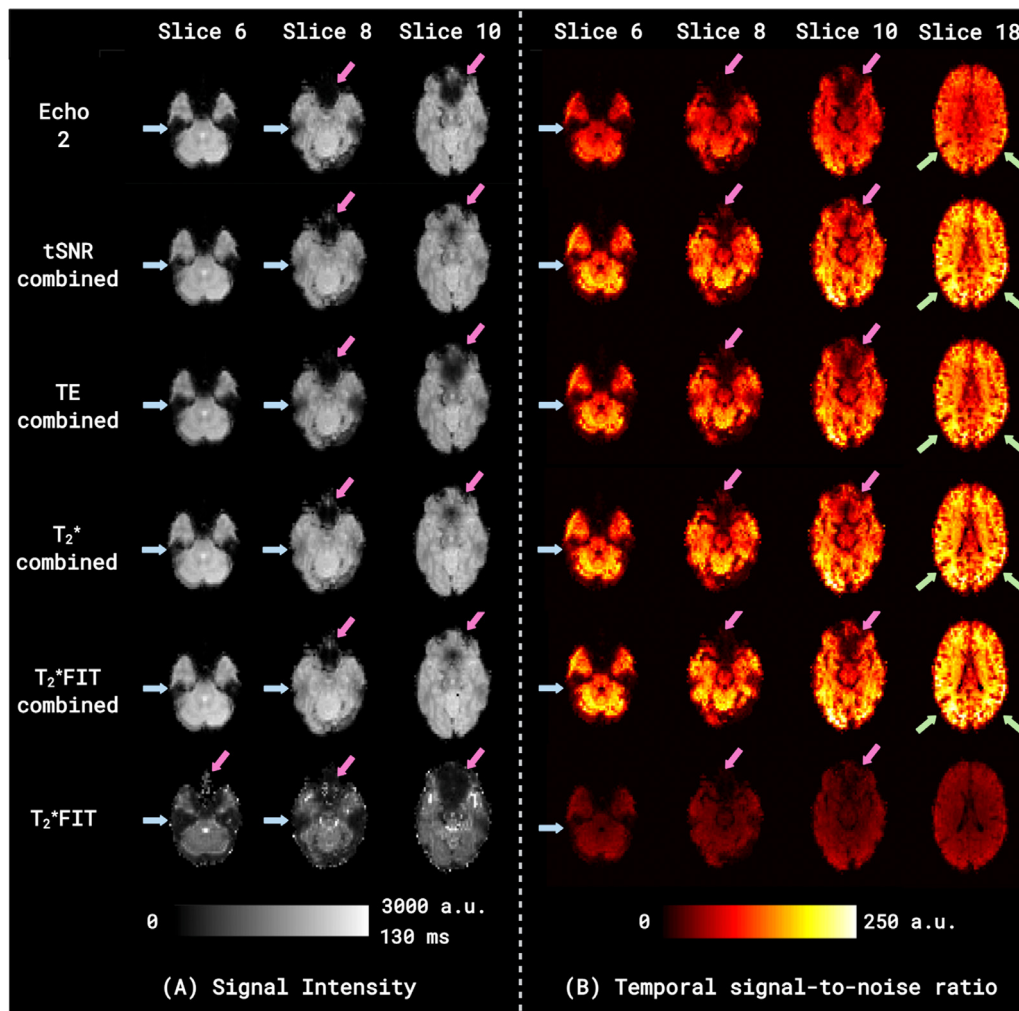 Slice 6 Slice 8 Slice 10 Slice 6 Slice 8 Slice 10 Slice 18
Echo
2
tSNR
combined
TE
combined
T₂*
combined
T₂*FIT
combined
T₂*FIT
0 3000 a.u.
130 ms
0 250 a.u.
(A) Signal Intensity
(B) Temporal signal-to-noise ratio